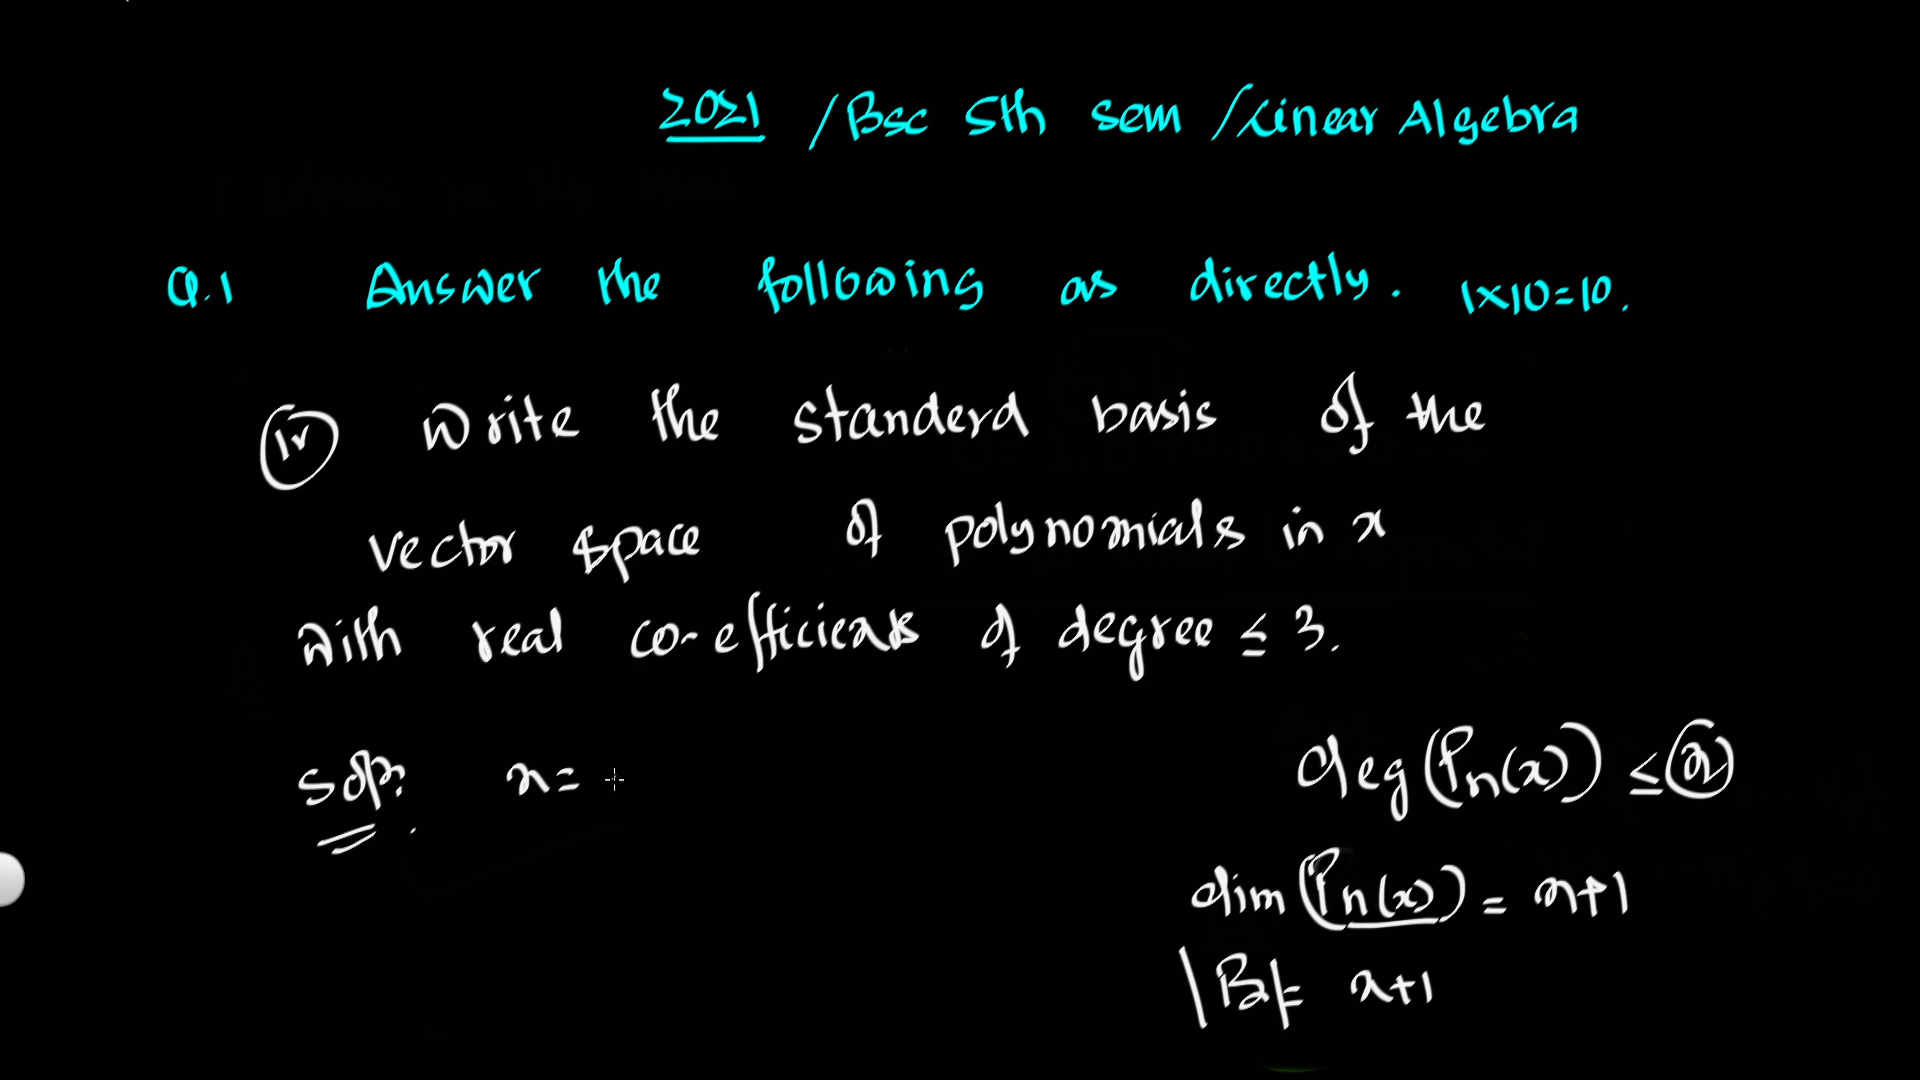 2021 /Bsc 5th sem /Linear Algebra
Q.1 Answer the following as directly. 1×10=10.
(iv) Write the standerd basis of the
vector space of polynomials in x
with real co-efficients of degree ≤ 3.
Sol^n: n=
deg(Pn(x)) ≤ n
dim(Pn(x)) = n+1
|B|= n+1